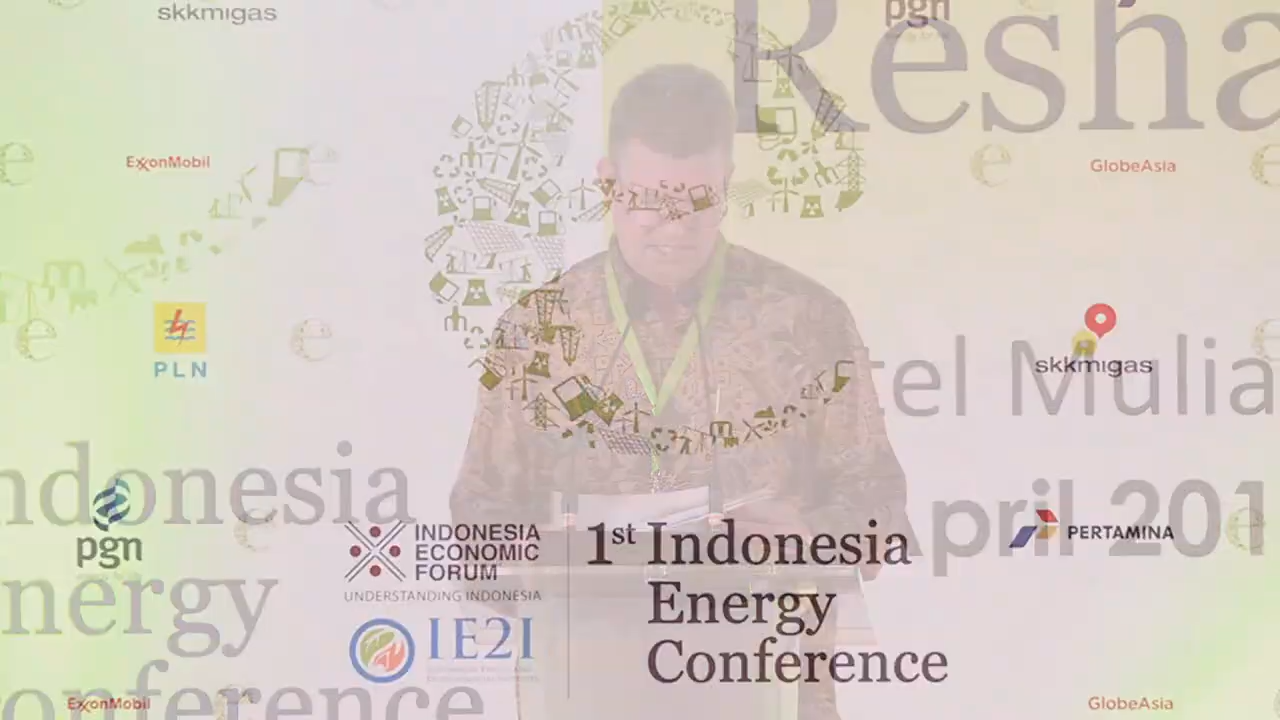 skkmigas
pgn
Resha
ExxonMobil
GlobeAsia
PLN
skkmigas
tel Mulia
ndonesia
pril 201
pgn
PERTAMINA
INDONESIA
ECONOMIC
FORUM
UNDERSTANDING INDONESIA
1st Indonesia
Energy
Conference
nergy
IE2I
onference
ExxonMobil
GlobeAsia